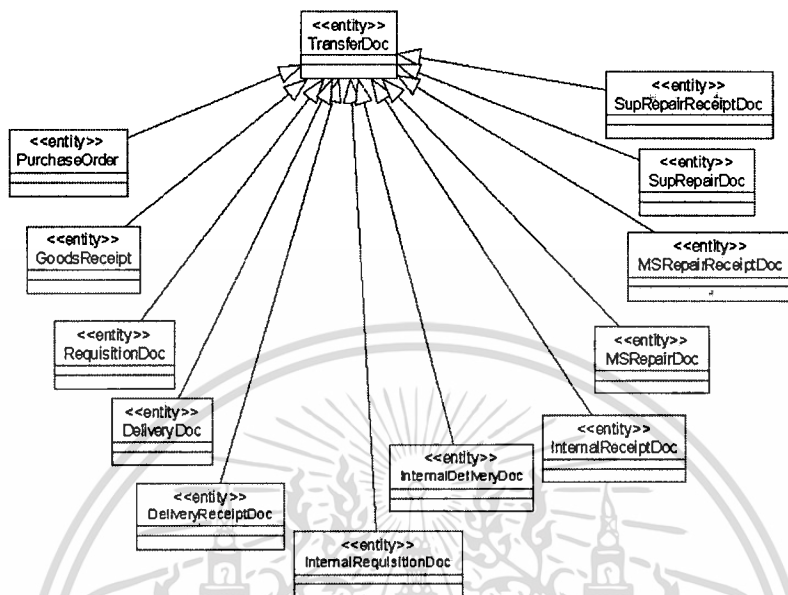 <<entity>>
TransferDoc
<<entity>>
SupRepairReceiptDoc
<<entity>>
PurchaseOrder
<<entity>>
SupRepairDoc
<<entity>>
GoodsReceipt
<<entity>>
MSRepairReceiptDoc
<<entity>>
RequisitionDoc
<<entity>>
MSRepairDoc
<<entity>>
DeliveryDoc
<<entity>>
InternalReceiptDoc
<<entity>>
InternalDeliveryDoc
<<entity>>
DeliveryReceiptDoc
<<entity>>
InternalRequisitionDoc